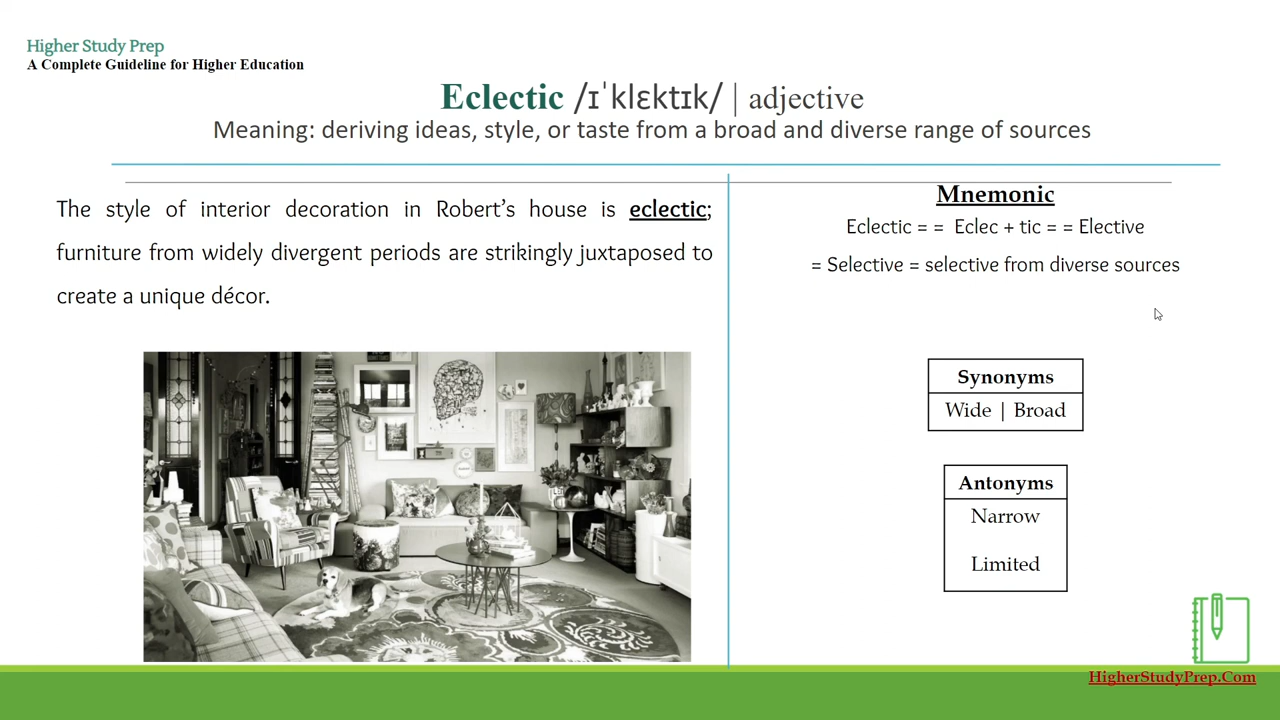 Higher Study Prep
A Complete Guideline for Higher Education
Eclectic /ɪˈklɛktɪk/ | adjective
Meaning: deriving ideas, style, or taste from a broad and diverse range of sources
The style of interior decoration in Robert’s house is eclectic;
furniture from widely divergent periods are strikingly juxtaposed to
create a unique décor.
Mnemonic
Eclectic = = Eclec + tic = = Elective
= Selective = selective from diverse sources
Synonyms
Wide | Broad
Antonyms
Narrow
Limited
HigherStudyPrep.Com